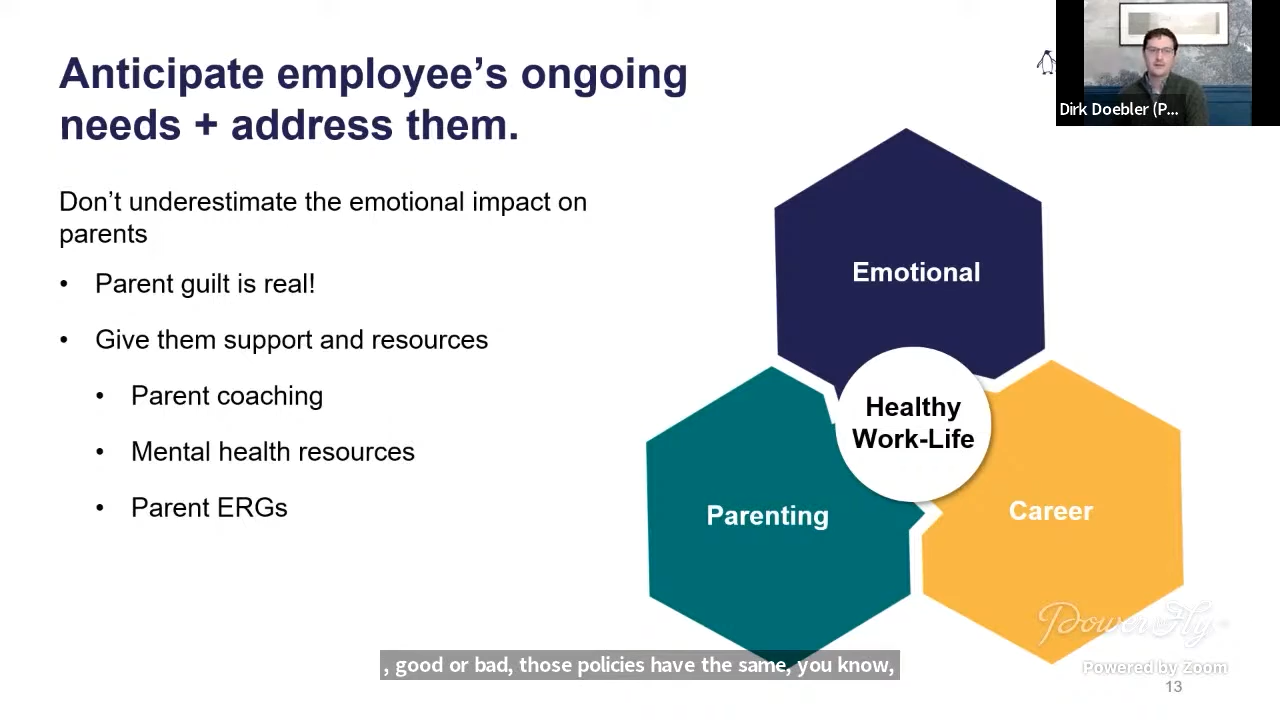 Anticipate employee’s ongoing
needs + address them.
Dirk Doebler (P...
Don’t underestimate the emotional impact on
parents
• Parent guilt is real!
• Give them support and resources
• Parent coaching
• Mental health resources
• Parent ERGs
Emotional
Healthy
Work-Life
Parenting
Career
PowerToFly
, good or bad, those policies have the same, you know,
Powered by Zoom
13